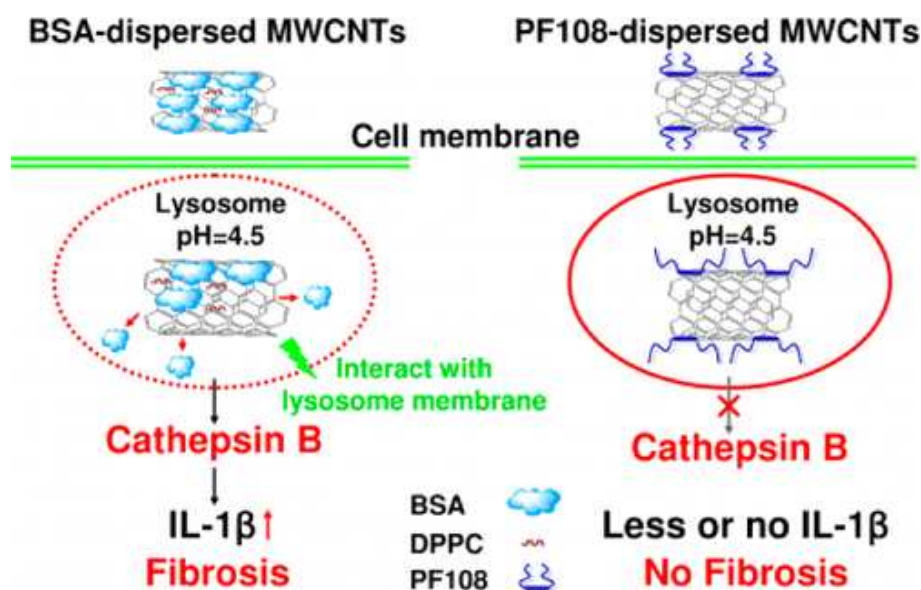 BSA-dispersed MWCNTs
PF108-dispersed MWCNTs
Cell membrane
Lysosome
pH=4.5
Interact with
lysosome membrane
Cathepsin B
IL-1β↑
Fibrosis
Lysosome
pH=4.5
Cathepsin B
Less or no IL-1β
No Fibrosis
BSA
DPPC
PF108